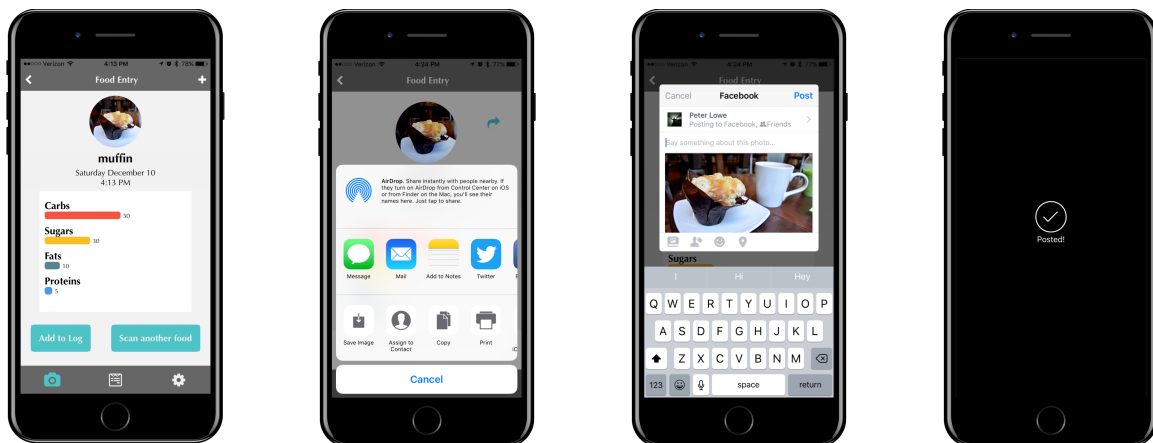 Verizon 4:13 PM 78%
Food Entry +
muffin
Saturday December 10
4:13 PM
Carbs
50
Sugars
30
Fats
10
Proteins
5
Add to Log Scan another food
Verizon 4:24 PM 77%
Food Entry
AirDrop. Share instantly with people nearby. If
they turn on AirDrop from Control Center on iOS
or from Finder on the Mac, you'll see their
names here. Just tap to share.
Message Mail Add to Notes Twitter
Save Image Assign to Copy Print
Contact
Cancel
Verizon 4:24 PM 77%
Food Entry
Cancel Facebook Post
Peter Lowe
Posting to Facebook, Friends
Say something about this photo...
Sugars
I Hi Hey
Q W E R T Y U I O P
A S D F G H J K L
Z X C V B N M
123 space return
Posted!